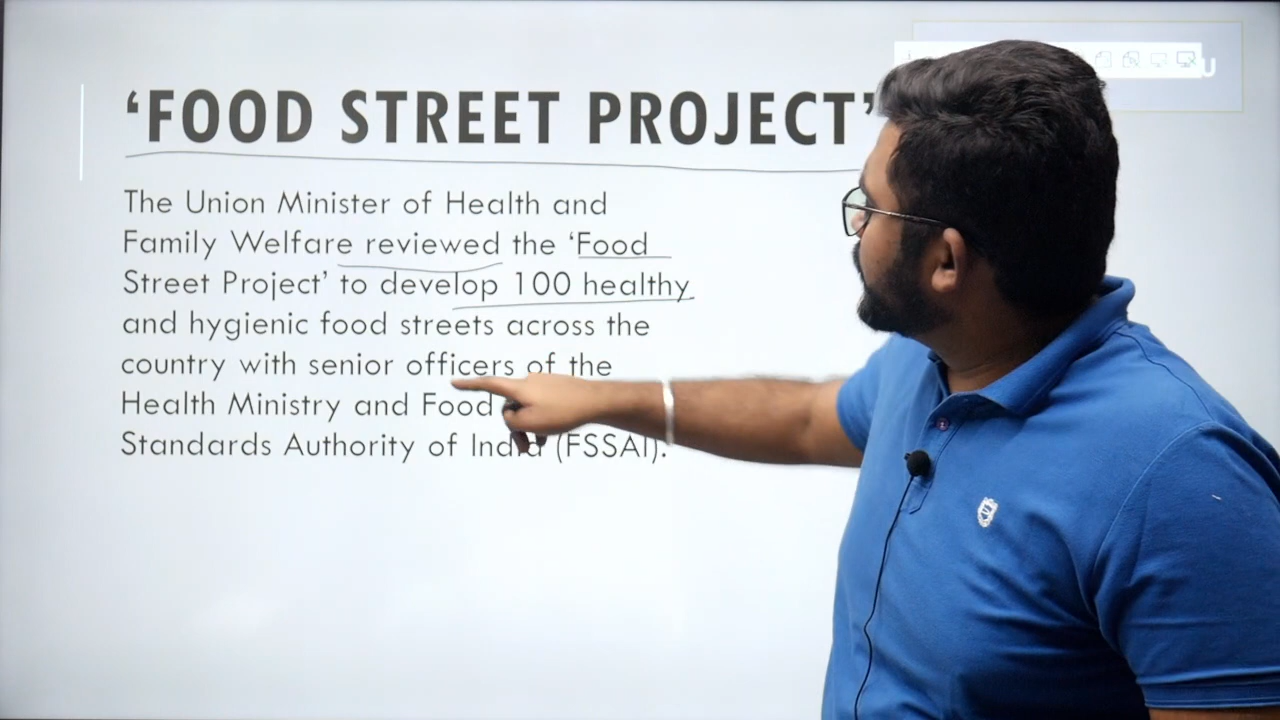 ‘FOOD STREET PROJECT’
The Union Minister of Health and
Family Welfare reviewed the ‘Food
Street Project’ to develop 100 healthy
and hygienic food streets across the
country with senior officers of the
Health Ministry and Food
Standards Authority of India (FSSAI).
U